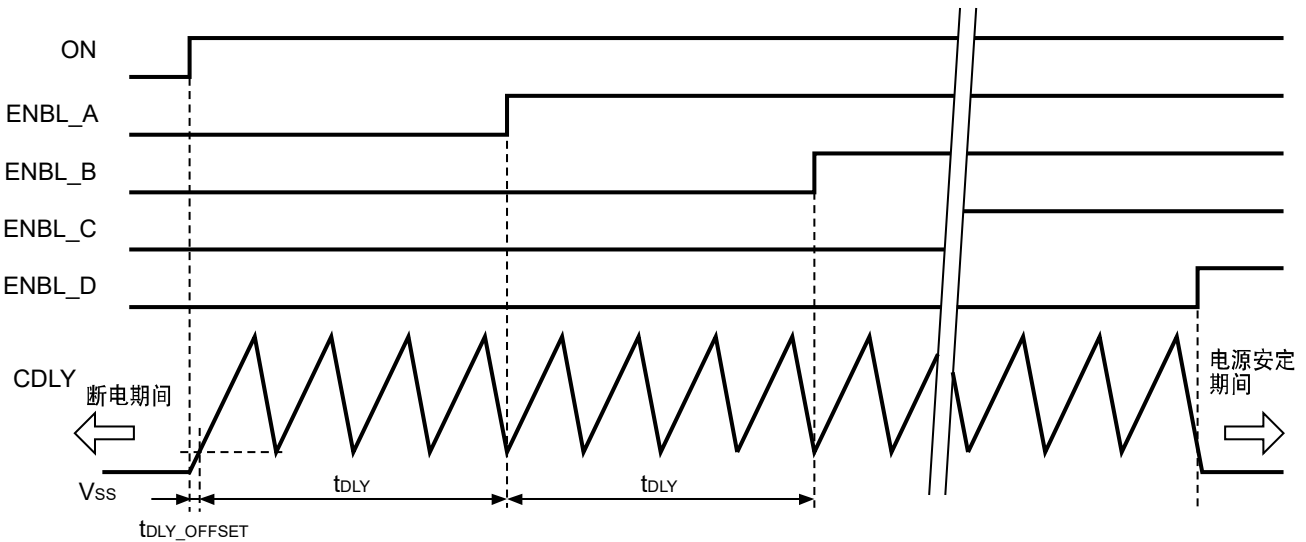 ON
ENBL_A
ENBL_B
ENBL_C
ENBL_D
CDLY
断电期间
电源安定
期间
VSS
tDLY
tDLY
tDLY_OFFSET